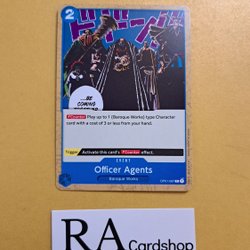 2
...BE
COMING
Counter Play up to 1 [Baroque Works] type Character
card with a cost of 3 or less from your hand.
Trigger Activate this card's Counter effect.
EVENT
Officer Agents
Baroque Works
RA
Cardshop